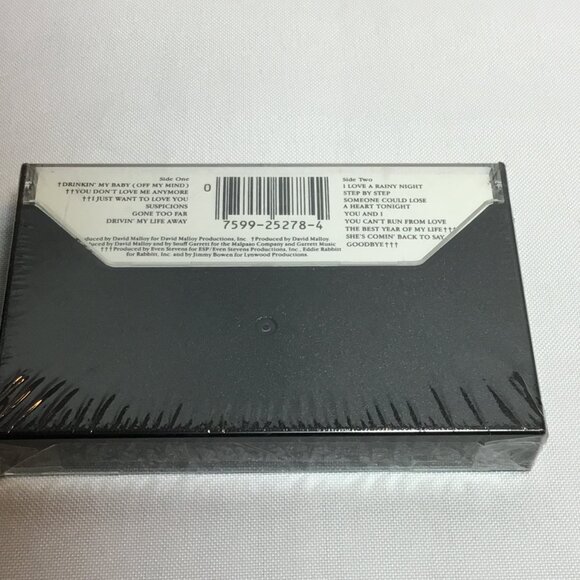 Side One
†DRINKIN' MY BABY (OFF MY MIND)
††YOU DON'T LOVE ME ANYMORE
††I JUST WANT TO LOVE YOU
SUSPICIONS
GONE TOO FAR
DRIVIN' MY LIFE AWAY
0
7599-25278-4
Side Two
I LOVE A RAINY NIGHT
STEP BY STEP
SOMEONE COULD LOSE
A HEART TONIGHT
YOU AND I
YOU CAN'T RUN FROM LOVE
THE BEST YEAR OF MY LIFE†††
SHE'S COMIN' BACK TO SAY
GOODBYE†††
duced by David Malloy for David Malloy Productions, Inc. †Produced by David Malloy
duced by David Malloy and by Snuff Garrett for the Malpaso Company and Garrett Music
†††Produced by Even Stevens for ESP/Even Stevens Productions, Inc., Eddie Rabbitt
for Rabbitt, Inc. and by Jimmy Bowen for Lynwood Productions.